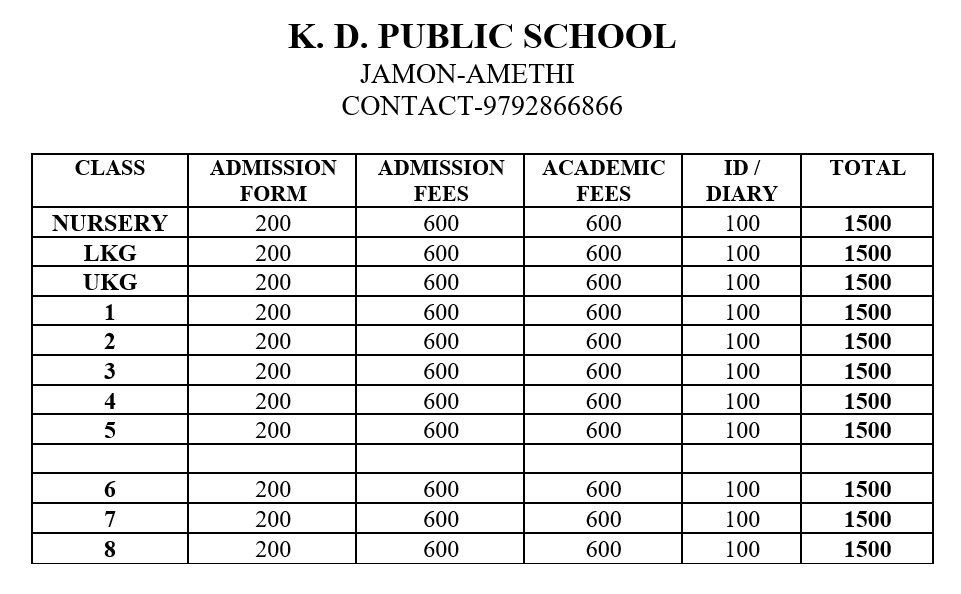 K. D. PUBLIC SCHOOL
JAMON-AMETHI
CONTACT-9792866866
CLASS ADMISSION FORM ADMISSION FEES ACADEMIC FEES ID / DIARY TOTAL
NURSERY 200 600 600 100 1500
LKG 200 600 600 100 1500
UKG 200 600 600 100 1500
1 200 600 600 100 1500
2 200 600 600 100 1500
3 200 600 600 100 1500
4 200 600 600 100 1500
5 200 600 600 100 1500
6 200 600 600 100 1500
7 200 600 600 100 1500
8 200 600 600 100 1500